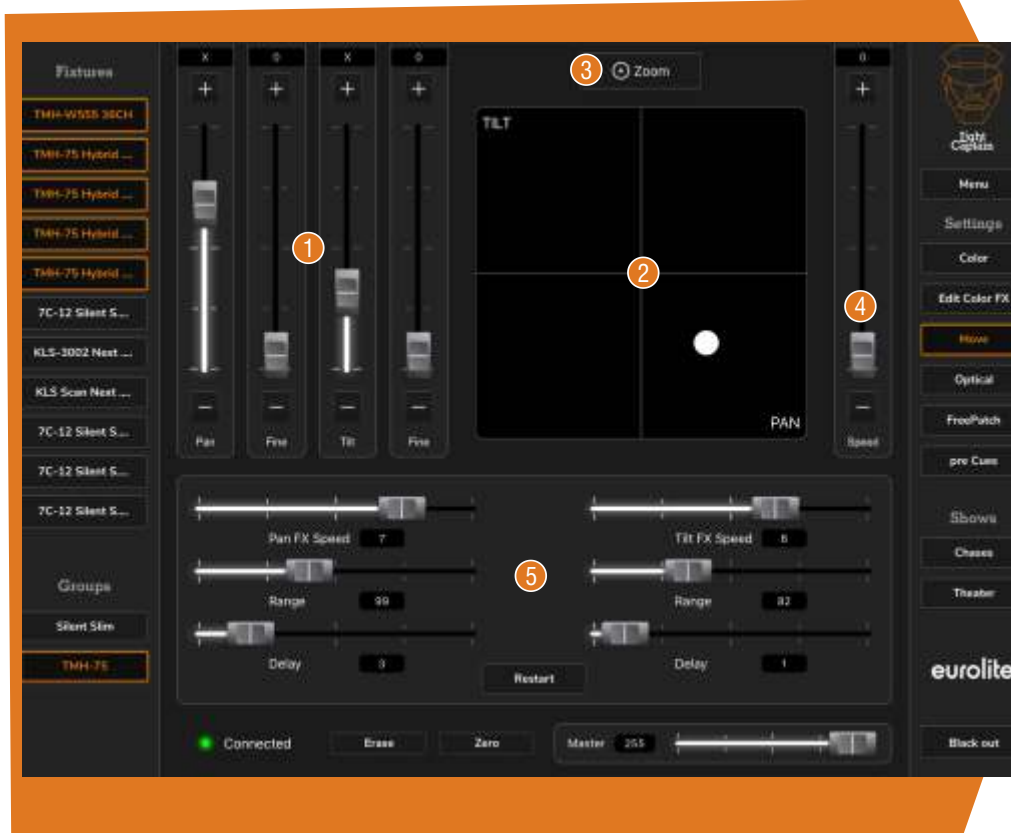 Fixtures
TMH-W555 36CH
TMH-75 Hybrid ...
TMH-75 Hybrid ...
TMH-75 Hybrid ...
TMH-75 Hybrid ...
7C-12 Silent S...
KLS-3002 Next ...
KLS Scan Next ...
7C-12 Silent S...
7C-12 Silent S...
7C-12 Silent S...
Groups
Silent Slim
TMH-75
X 0 X 0
+ + + +
1
- - - -
Pan Fine Tilt Fine
3 Zoom
TILT
2
PAN
0
+
4
-
Speed
Pan FX Speed 7
Range 99
Delay 3
5
Tilt FX Speed 6
Range 82
Delay 1
Restart
Connected Erase Zero Master 255
Light
Captain
Menu
Settings
Color
Edit Color FX
Move
Optical
FreePatch
pre Cues
Shows
Chases
Theater
eurolite
Black out